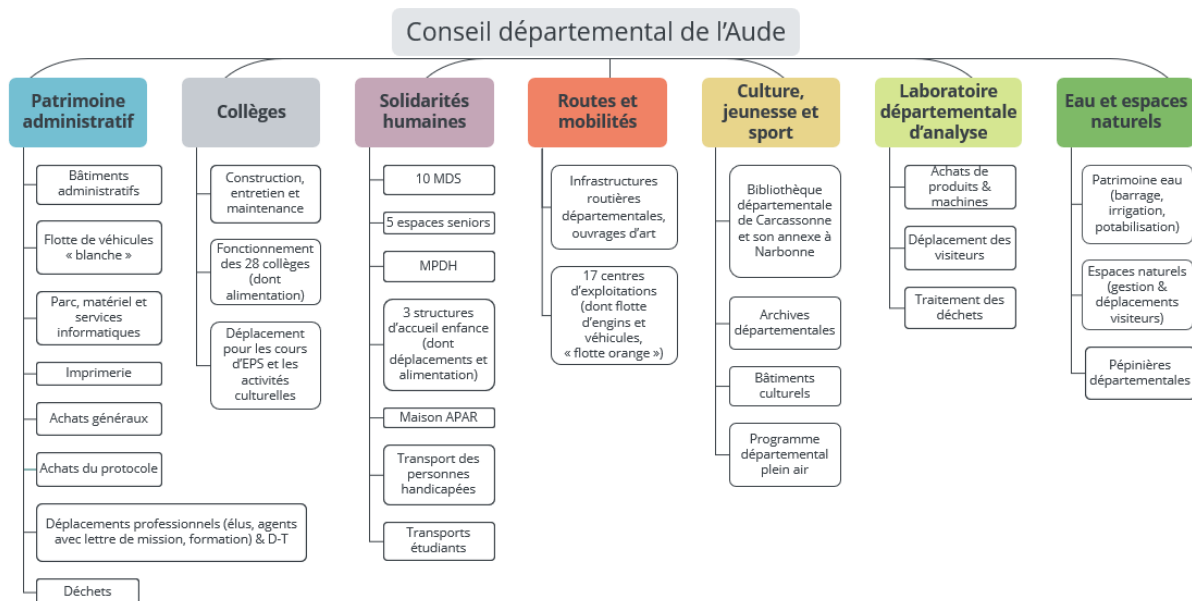 Conseil départemental de l'Aude
Patrimoine
administratif
Bâtiments
administratifs
Flotte de véhicules
« blanche »
Parc, matériel et
services
informatiques
Imprimerie
Achats généraux
Achats du protocole
Déplacements professionnels (élus, agents
avec lettre de mission, formation) & D-T
Déchets
Collèges
Construction,
entretien et
maintenance
Fonctionnement
des 28 collèges
(dont
alimentation)
Déplacement
pour les cours
d'EPS et les
activités
culturelles
Solidarités
humaines
10 MDS
5 espaces seniors
MPDH
3 structures
d'accueil enfance
(dont
déplacements et
alimentation)
Maison APAR
Transport des
personnes
handicapées
Transports
étudiants
Routes et
mobilités
Infrastructures
routières
départementales,
ouvrages d'art
17 centres
d'exploitations
(dont flotte
d'engins et
véhicules,
« flotte orange »)
Culture,
jeunesse et
sport
Bibliothèque
départementale
de Carcassonne
et son annexe à
Narbonne
Archives
départementales
Bâtiments
culturels
Programme
départemental
plein air
Laboratoire
départementale
d'analyse
Achats de
produits &
machines
Déplacement des
visiteurs
Traitement des
déchets
Eau et espaces
naturels
Patrimoine eau
(barrage,
irrigation,
potabilisation)
Espaces naturels
(gestion &
déplacements
visiteurs)
Pépinières
départementales